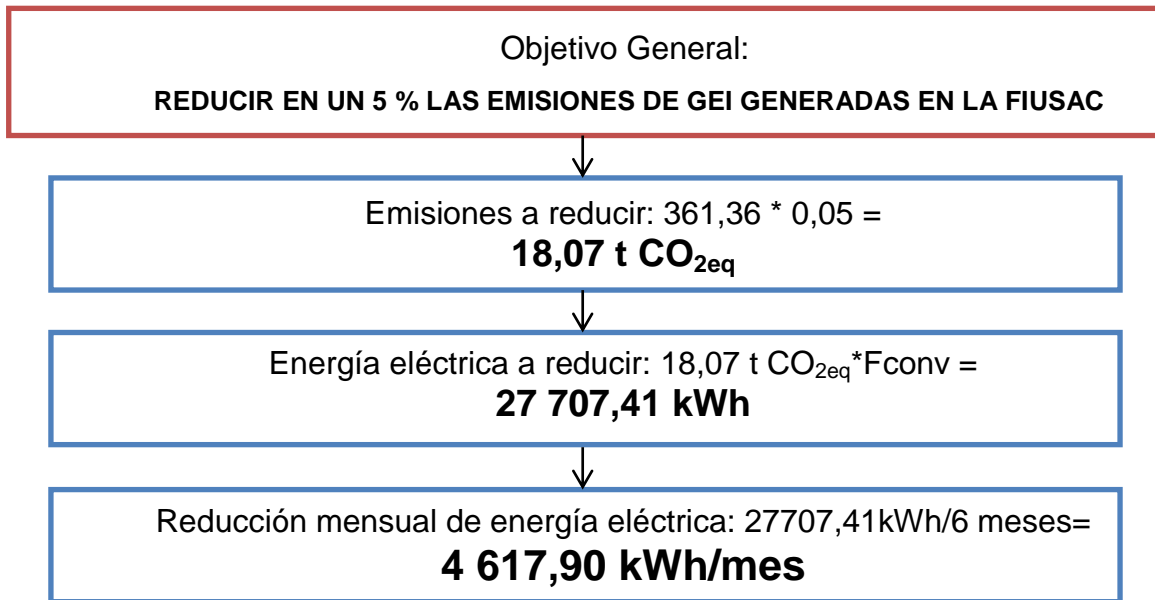 Objetivo General:
REDUCIR EN UN 5 % LAS EMISIONES DE GEI GENERADAS EN LA FIUSAC
Emisiones a reducir: 361,36 * 0,05 =
18,07 t CO₂eq
Energía eléctrica a reducir: 18,07 t CO₂eq*Fconv =
27 707,41 kWh
Reducción mensual de energía eléctrica: 27707,41kWh/6 meses=
4 617,90 kWh/mes